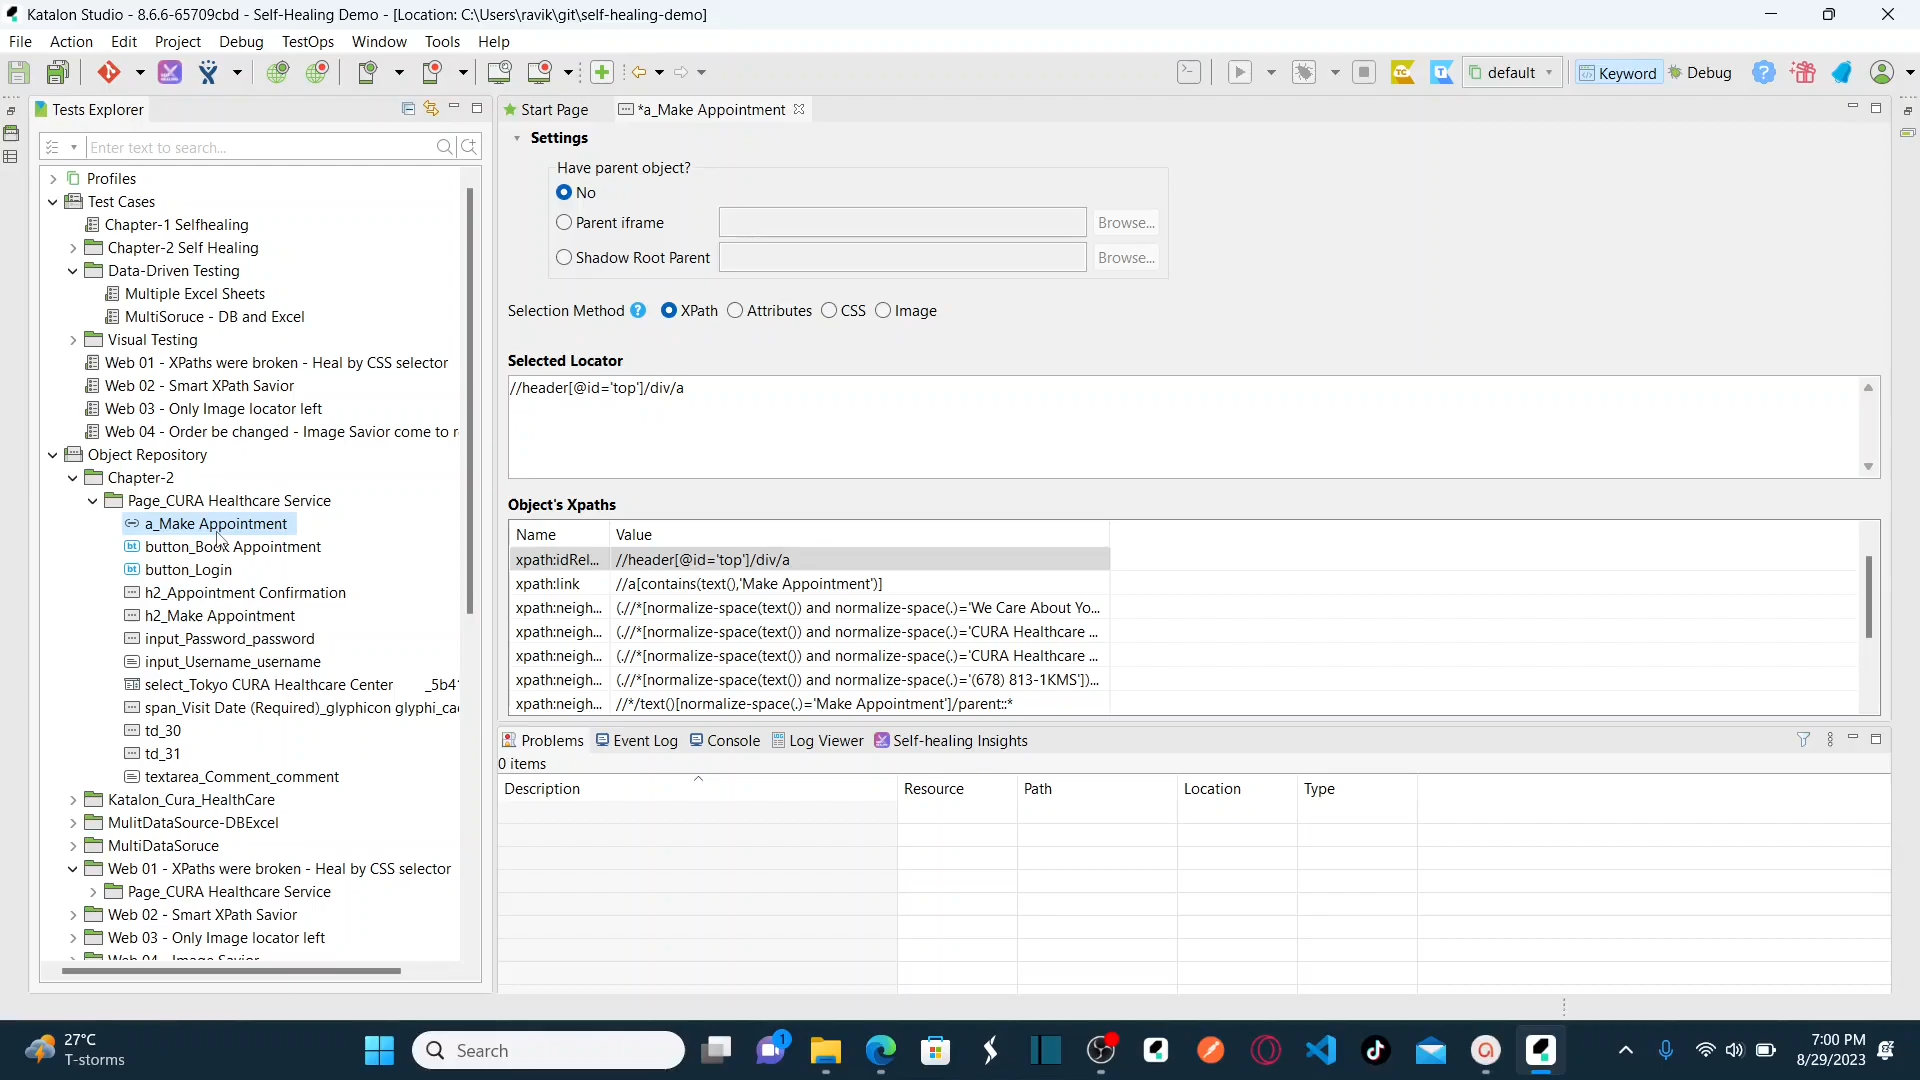 Katalon Studio - 8.6.6-65709cbd - Self-Healing Demo - [Location: C:\Users\ravik\git\self-healing-demo]
File Action Edit Project Debug TestOps Window Tools Help
default Keyword Debug
Tests Explorer
Enter text to search...
Profiles
Test Cases
Chapter-1 Selfhealing
Chapter-2 Self Healing
Data-Driven Testing
Multiple Excel Sheets
MultiSoruce - DB and Excel
Visual Testing
Web 01 - XPaths were broken - Heal by CSS selector
Web 02 - Smart XPath Savior
Web 03 - Only Image locator left
Web 04 - Order be changed - Image Savior come to r
Object Repository
Chapter-2
Page_CURA Healthcare Service
a_Make Appointment
button_Book Appointment
button_Login
h2_Appointment Confirmation
h2_Make Appointment
input_Password_password
input_Username_username
select_Tokyo CURA Healthcare Center _5b4
span_Visit Date (Required)_glyphicon glyphi_ca
td_30
td_31
textarea_Comment_comment
Katalon_Cura_HealthCare
MulitDataSource-DBExcel
MultiDataSoruce
Web 01 - XPaths were broken - Heal by CSS selector
Page_CURA Healthcare Service
Web 02 - Smart XPath Savior
Web 03 - Only Image locator left
Web 04 - Image Savior
Start Page *a_Make Appointment
Settings
Have parent object?
No
Parent iframe Browse...
Shadow Root Parent Browse...
Selection Method XPath Attributes CSS Image
Selected Locator
//header[@id='top']/div/a
Object's Xpaths
Name Value
xpath:idRel... //header[@id='top']/div/a
xpath:link //a[contains(text(),'Make Appointment')]
xpath:neigh... (.//*[normalize-space(text()) and normalize-space(.)='We Care About Yo...
xpath:neigh... (.//*[normalize-space(text()) and normalize-space(.)='CURA Healthcare ...
xpath:neigh... (.//*[normalize-space(text()) and normalize-space(.)='CURA Healthcare ...
xpath:neigh... (.//*[normalize-space(text()) and normalize-space(.)='(678) 813-1KMS'])...
xpath:neigh... //*/text()[normalize-space(.)='Make Appointment']/parent::*
Problems Event Log Console Log Viewer Self-healing Insights
0 items
Description Resource Path Location Type
27°C
T-storms
Search
1
7:00 PM
8/29/2023